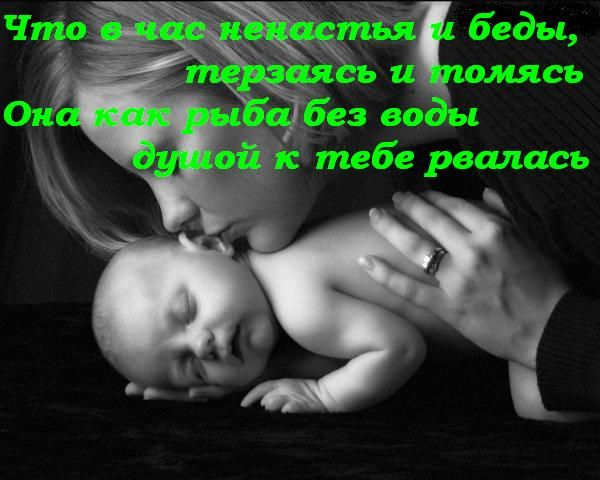 Что в час ненастья и беды,
терзаясь и томясь
Она как рыба без воды
душой к тебе рвалась